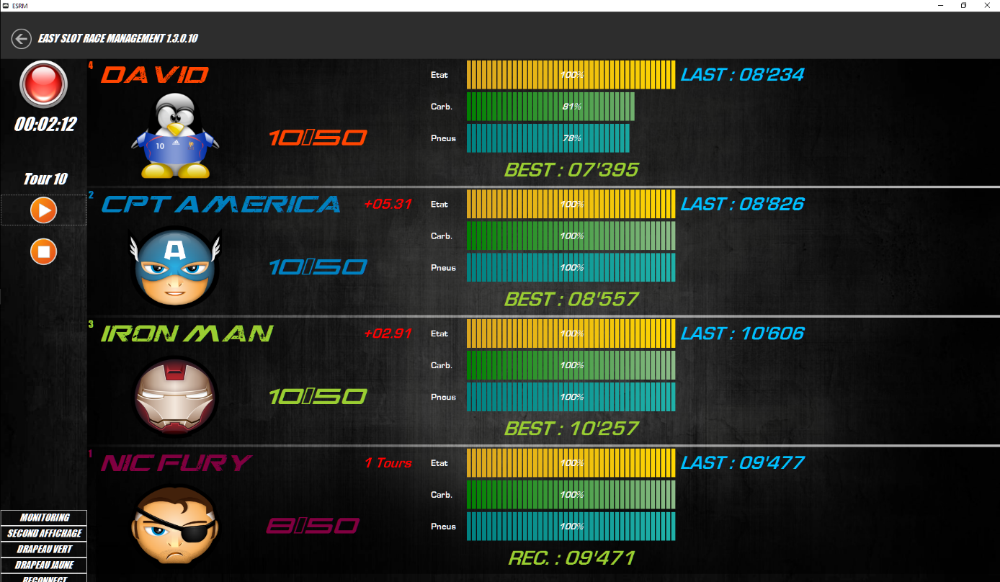 ESRM
EASY SLOT RACE MANAGEMENT 1.3.0.10
00:02:12
Tour 10
MONITORING
SECOND AFFICHAGE
DRAPEAU VERT
DRAPEAU JAUNE
RECONNECT
4 DAVID
10
10/50
Etat 100%
Carb. 81%
Pneus 78%
LAST : 08'234
BEST : 07'395
2 CPT AMERICA +05.31
A
10/50
Etat 100%
Carb. 100%
Pneus 100%
LAST : 08'826
BEST : 08'557
3 IRON MAN +02.91
10/50
Etat 100%
Carb. 100%
Pneus 100%
LAST : 10'606
BEST : 10'257
1 NIC FURY 1 Tours
8/50
Etat 100%
Carb. 100%
Pneus 100%
LAST : 09'477
REC. : 09'471